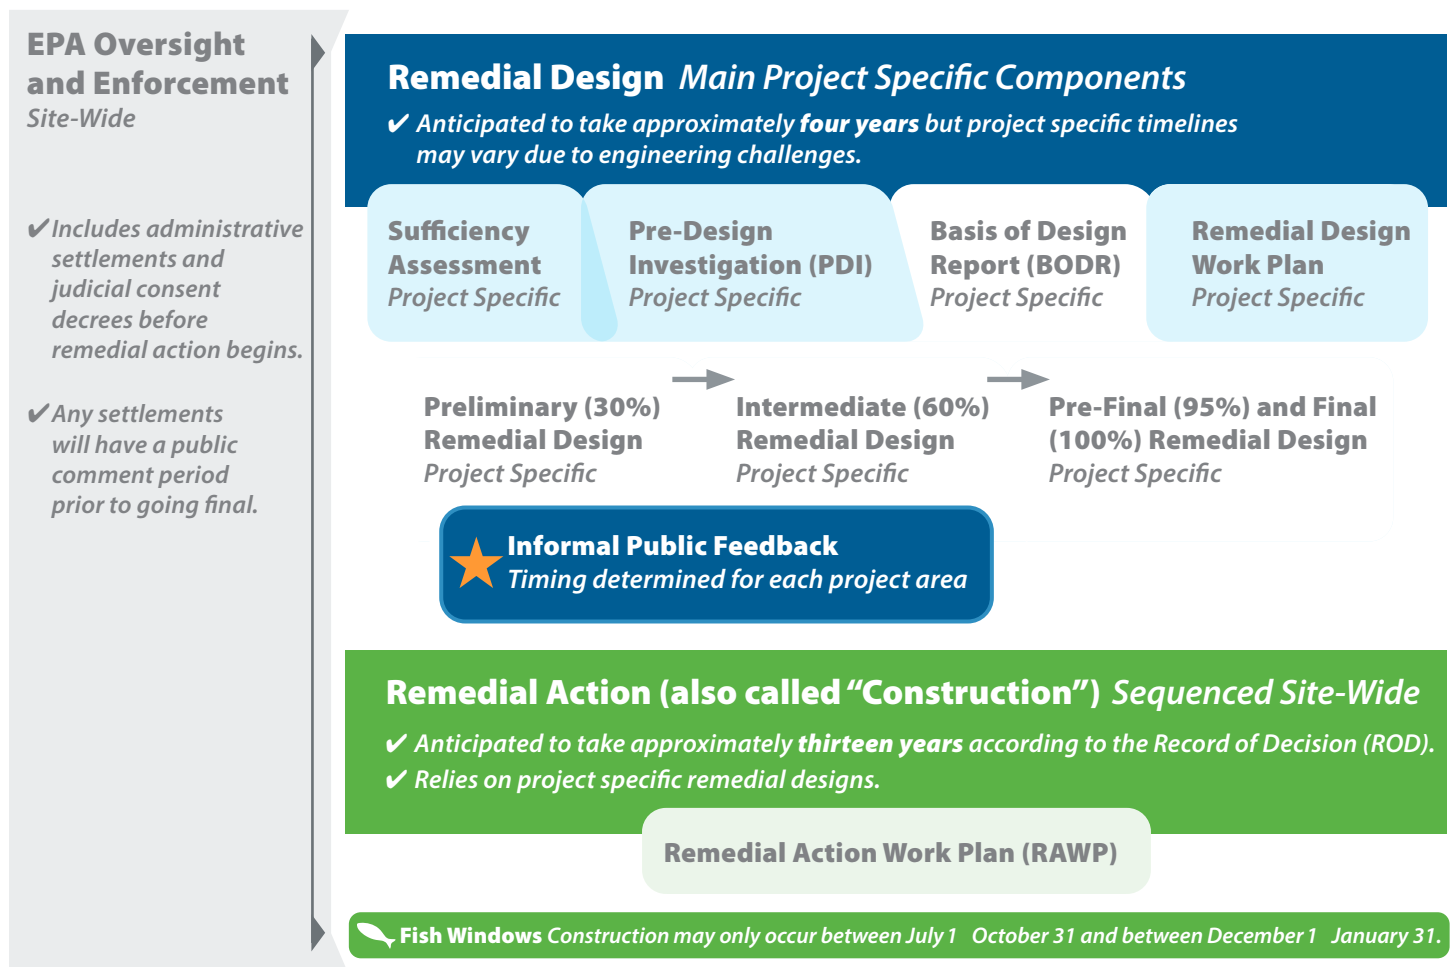 EPA Oversight
and Enforcement
Site-Wide
✔Includes administrative
settlements and
judicial consent
decrees before
remedial action begins.
✔Any settlements
will have a public
comment period
prior to going final.
Remedial Design Main Project Specific Components
✔ Anticipated to take approximately four years but project specific timelines
may vary due to engineering challenges.
Sufficiency
Assessment
Project Specific
Pre-Design
Investigation (PDI)
Project Specific
Basis of Design
Report (BODR)
Project Specific
Remedial Design
Work Plan
Project Specific
Preliminary (30%)
Remedial Design
Project Specific
Intermediate (60%)
Remedial Design
Project Specific
Pre-Final (95%) and Final
(100%) Remedial Design
Project Specific
Informal Public Feedback
Timing determined for each project area
Remedial Action (also called “Construction”) Sequenced Site-Wide
✔ Anticipated to take approximately thirteen years according to the Record of Decision (ROD).
✔ Relies on project specific remedial designs.
Remedial Action Work Plan (RAWP)
Fish Windows Construction may only occur between July 1 October 31 and between December 1 January 31.